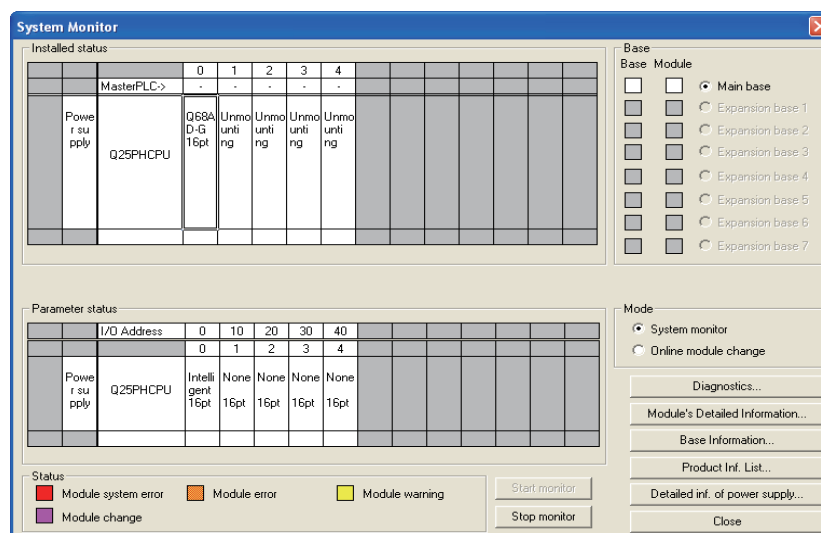 System Monitor
Installed status
0 1 2 3 4
MasterPLC-> - - - - -
Powe
r su
pply
Q25PHCPU
Q68A
D-G
16pt
Unmo
unti
ng
Unmo
unti
ng
Unmo
unti
ng
Unmo
unti
ng
Base
Base Module
Main base
Expansion base 1
Expansion base 2
Expansion base 3
Expansion base 4
Expansion base 5
Expansion base 6
Expansion base 7
Parameter status
I/O Address 0 10 20 30 40
0 1 2 3 4
Powe
r su
pply
Q25PHCPU
Intelli
gent
16pt
None
16pt
None
16pt
None
16pt
None
16pt
Mode
System monitor
Online module change
Diagnostics...
Module's Detailed Information...
Base Information...
Product Inf. List...
Detailed inf. of power supply...
Close
Status
Module system error Module error Module warning
Module change
Start monitor
Stop monitor